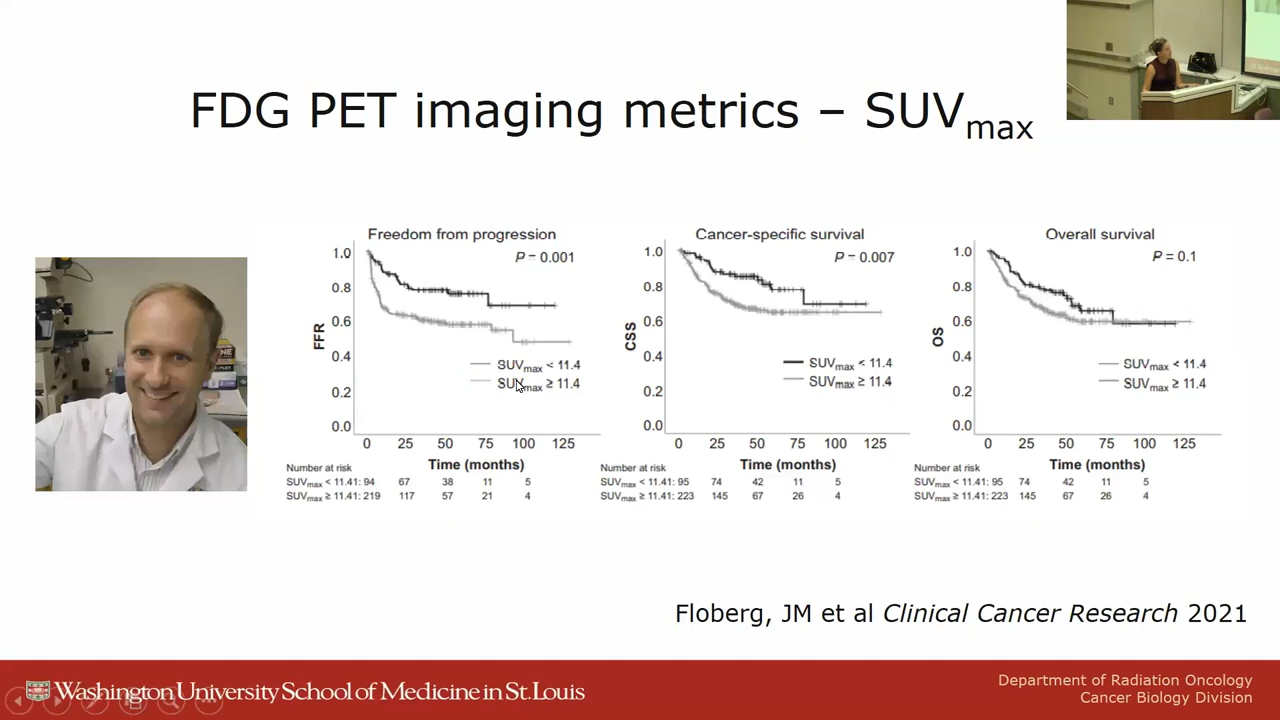 FDG PET imaging metrics – SUVmax
Freedom from progression
P = 0.001
FFR
1.0
0.8
0.6
0.4
0.2
0.0
SUVmax < 11.4
SUVmax ≥ 11.4
0 25 50 75 100 125
Time (months)
Number at risk
SUVmax < 11.41: 94 67 38 11 5
SUVmax ≥ 11.41: 219 117 57 21 4
Cancer-specific survival
P = 0.007
CSS
1.0
0.8
0.6
0.4
0.2
0.0
SUVmax < 11.4
SUVmax ≥ 11.4
0 25 50 75 100 125
Time (months)
Number at risk
SUVmax < 11.41: 95 74 42 11 5
SUVmax ≥ 11.41: 223 145 67 26 4
Overall survival
P = 0.1
OS
1.0
0.8
0.6
0.4
0.2
0.0
SUVmax < 11.4
SUVmax ≥ 11.4
0 25 50 75 100 125
Time (months)
Number at risk
SUVmax < 11.41: 95 74 42 11 5
SUVmax ≥ 11.41: 223 145 67 26 4
Floberg, JM et al Clinical Cancer Research 2021
Washington University School of Medicine in St. Louis
Department of Radiation Oncology
Cancer Biology Division